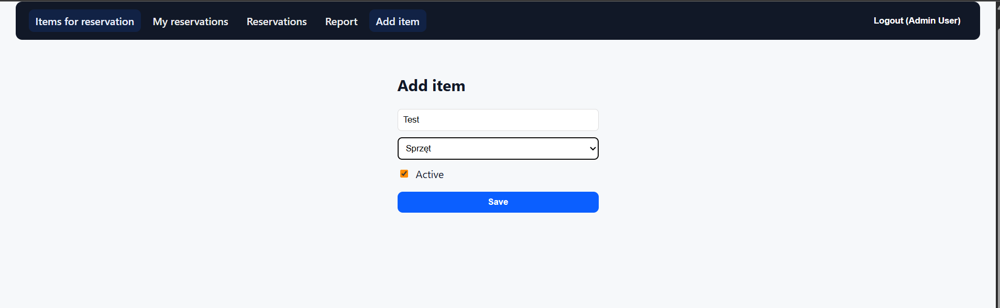 Items for reservation My reservations Reservations Report Add item Logout (Admin User)
Add item
Test
Sprzęt
Active
Save